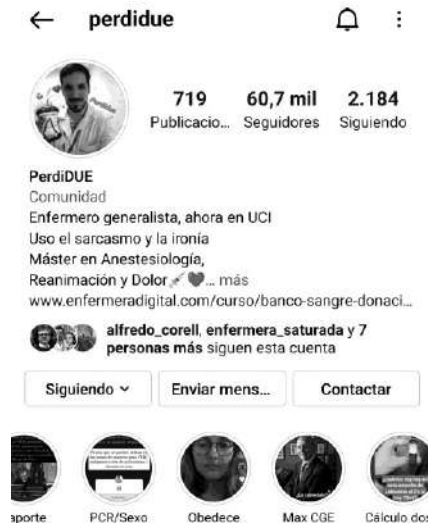 perdidue
719 60,7 mil 2.184
Publicacio... Seguidores Siguiendo
PerdiDUE
Comunidad
Enfermero generalista, ahora en UCI
Uso el sarcasmo y la ironía
Máster en Anestesiología,
Reanimación y Dolor 💉🖤... más
www.enfermeradigital.com/curso/banco-sangre-donaci...
alfredo_corell, enfermera_saturada y 7
personas más siguen esta cuenta
Siguiendo Enviar mens... Contactar
aporte PCR/Sexo Obedece Max CGE Cálculo dos